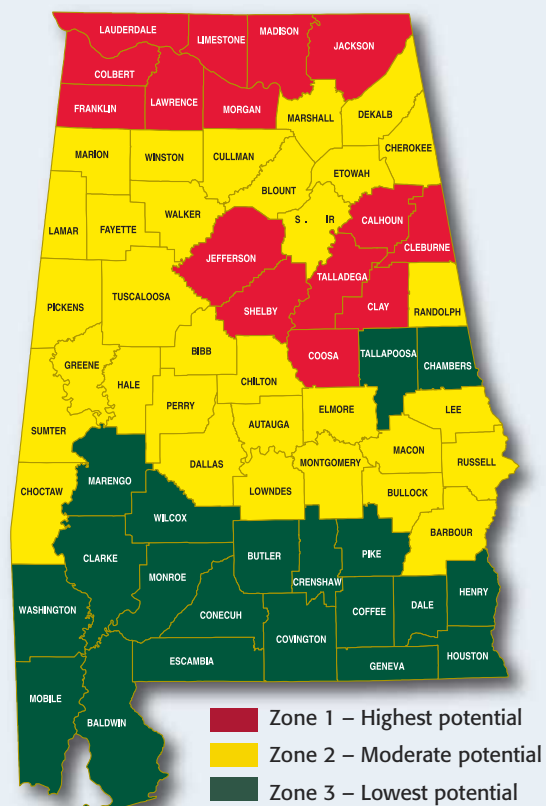 LAUDERDALE
LIMESTONE
MADISON
JACKSON
COLBERT
FRANKLIN
LAWRENCE
MORGAN
MARSHALL
DEKALB
CHEROKEE
MARION
WINSTON
CULLMAN
BLOUNT
ETOWAH
LAMAR
FAYETTE
WALKER
S . IR
CALHOUN
CLEBURNE
JEFFERSON
TALLADEGA
PICKENS
TUSCALOOSA
SHELBY
CLAY
RANDOLPH
GREENE
HALE
BIBB
CHILTON
COOSA
TALLAPOOSA
CHAMBERS
SUMTER
PERRY
AUTAUGA
ELMORE
LEE
CHOCTAW
MARENGO
DALLAS
LOWNDES
MONTGOMERY
MACON
RUSSELL
BULLOCK
BARBOUR
WILCOX
CLARKE
BUTLER
CRENSHAW
PIKE
WASHINGTON
MONROE
CONECUH
COVINGTON
COFFEE
DALE
HENRY
ESCAMBIA
GENEVA
HOUSTON
MOBILE
BALDWIN
Zone 1 – Highest potential
Zone 2 – Moderate potential
Zone 3 – Lowest potential